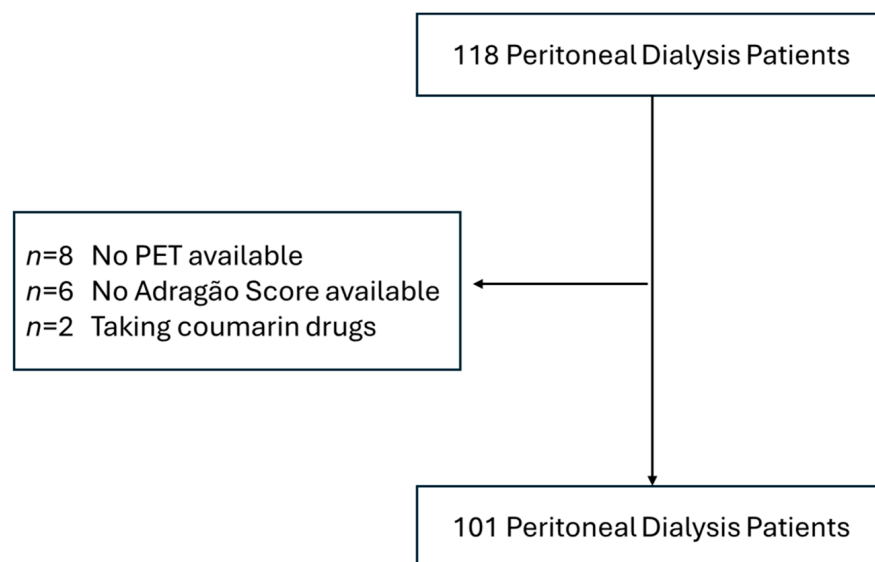 118 Peritoneal Dialysis Patients
n=8 No PET available
n=6 No Adragão Score available
n=2 Taking coumarin drugs
101 Peritoneal Dialysis Patients